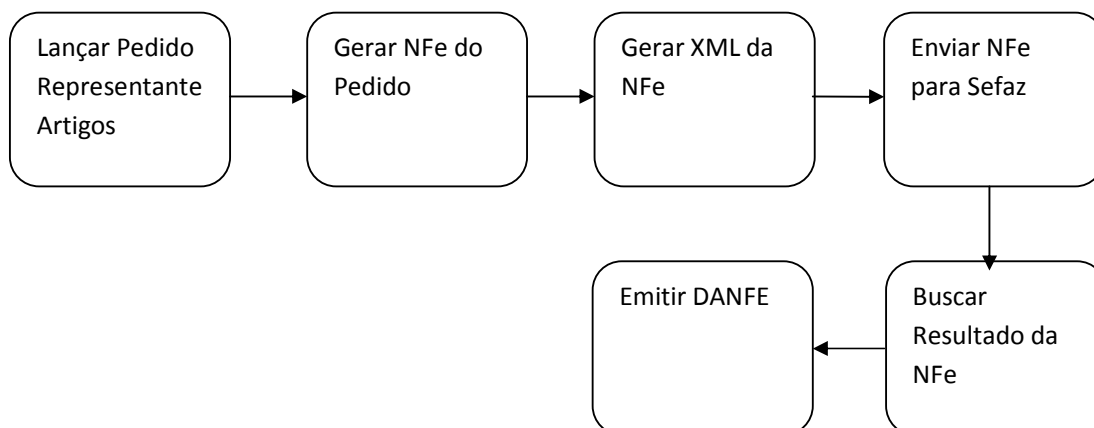 Lançar Pedido
Representante
Artigos
Gerar NFe do
Pedido
Gerar XML da
NFe
Enviar NFe
para Sefaz
Buscar
Resultado da
NFe
Emitir DANFE